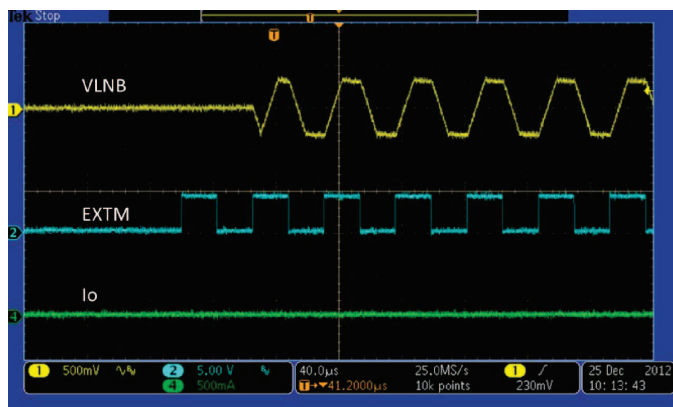 Tek Stop
T
T
VLNB
1
EXTM
2
Io
4
1 500mV 2 5.00 V 40.0µs 25.0MS/s 1 25 Dec 2012
4 500mA T→▼41.2000µs 10k points 230mV 10:13:43